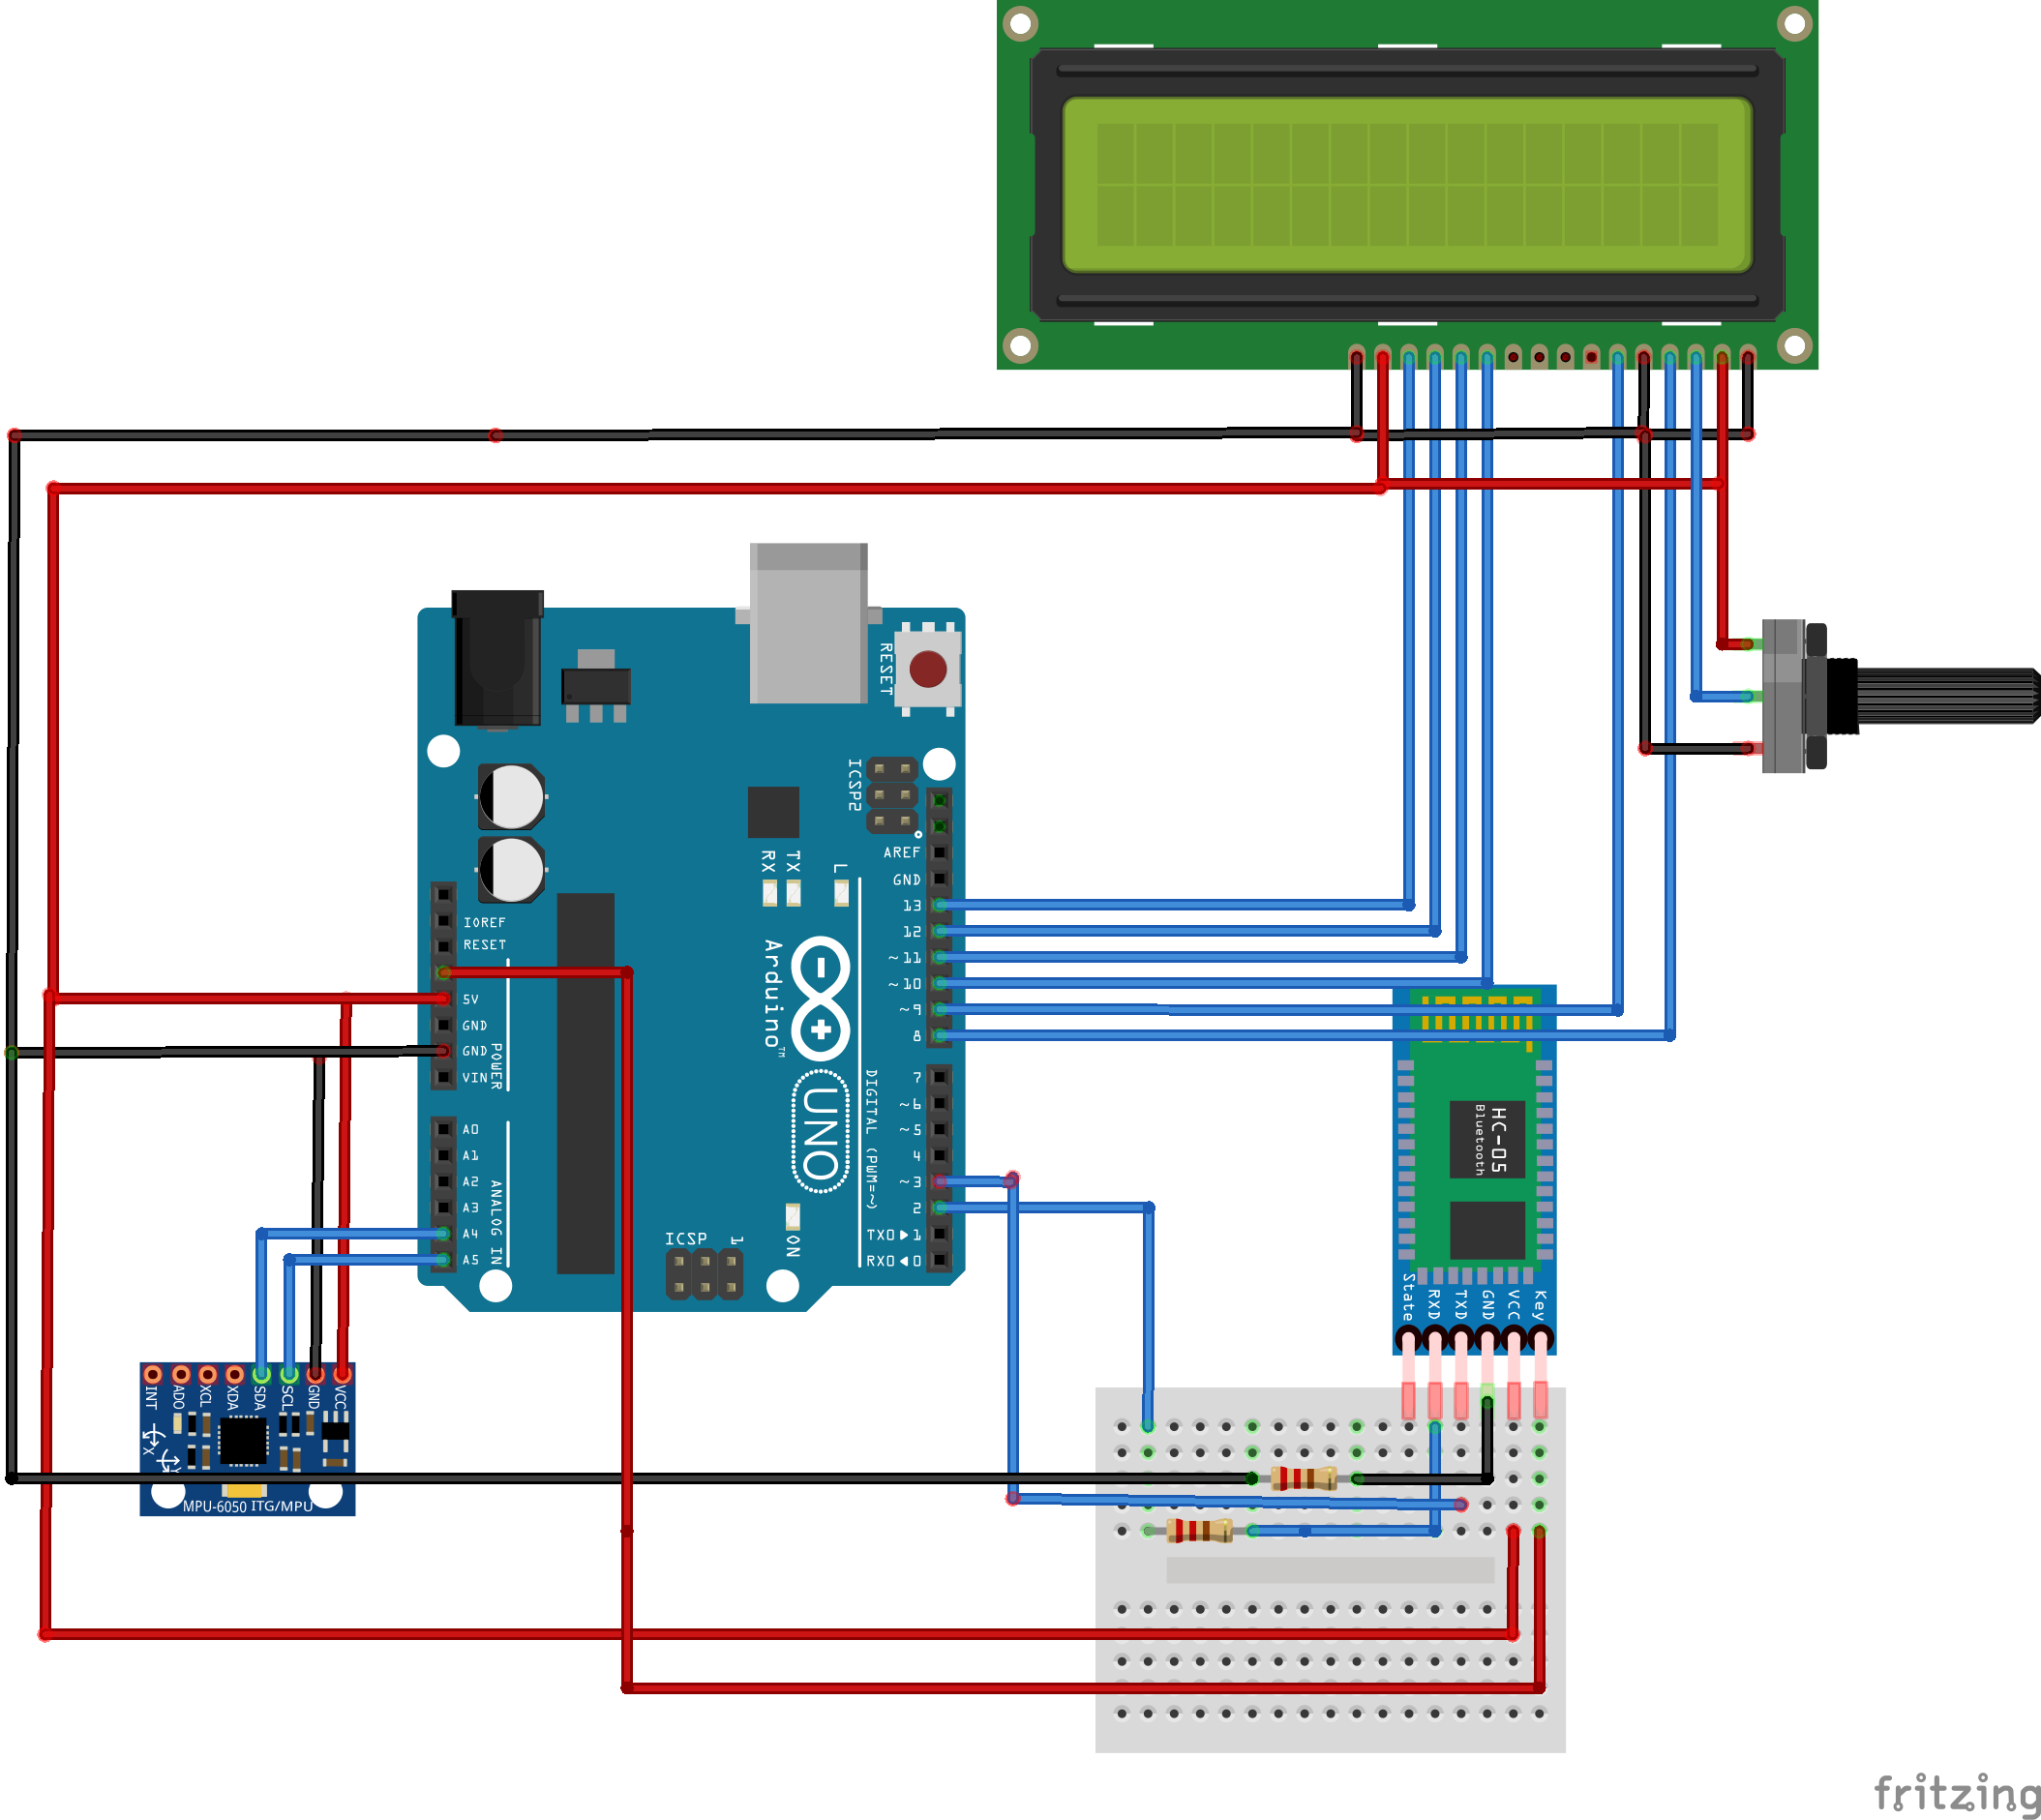 RESET
ICSP2
IOREF
RESET
5V
GND
GND
VIN
POWER
A0
A1
A2
A3
A4
A5
ANALOG IN
RX
TX
L
Arduino™
UNO
AREF
GND
13
12
~11
~10
~9
8
7
~6
~5
4
~3
2
TX0▶1
RX0◀0
DIGITAL (PWM=~)
ICSP
1
ON
HC-05
Bluetooth
State
RXD
TXD
GND
VCC
Key
INT
ADO
XCL
XDA
SDA
SCL
GND
VCC
X
Y
MPU-6050 ITG/MPU
fritzing